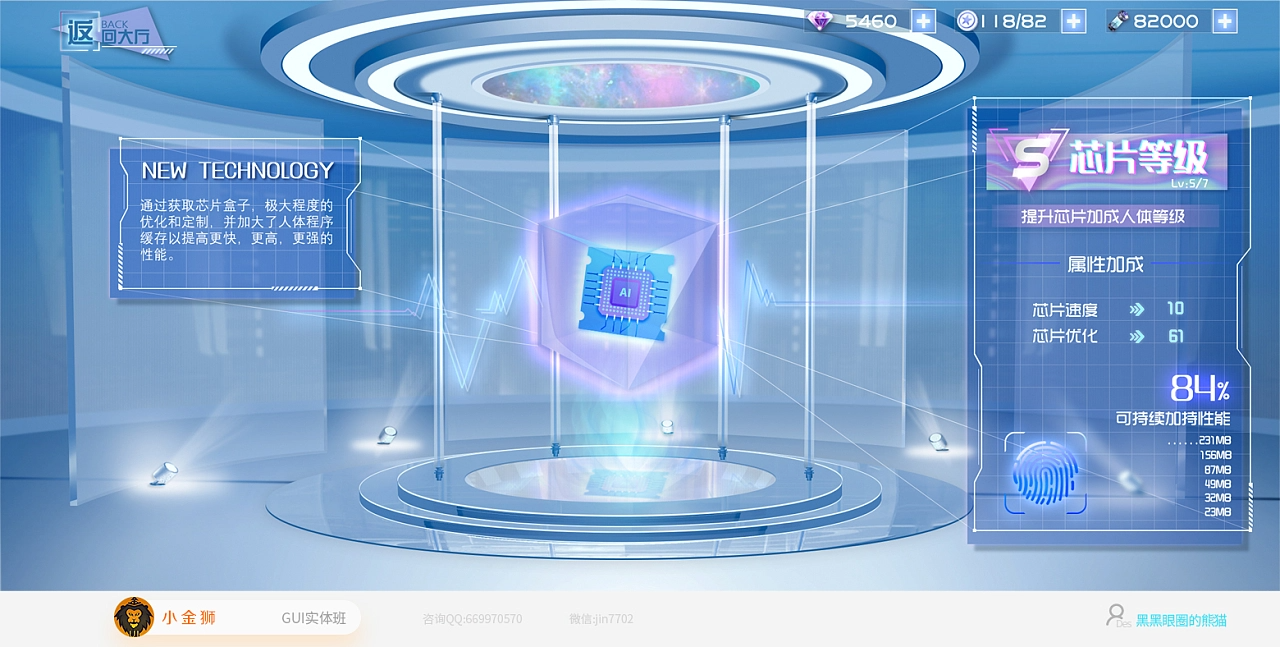 返
BACK
回大厅
5460
118/82
82000
NEW TECHNOLOGY
通过获取芯片盒子，极大程度的
优化和定制，并加大了人体程序
缓存以提高更快，更高，更强的
性能。
AI
S 芯片等级
Lv:5/7
提升芯片加成人体等级
属性加成
芯片速度 10
芯片优化 61
84%
可持续加持性能
......231MB
156MB
87MB
49MB
32MB
23MB
小金狮
GUI实体班
咨询QQ:669970570
微信:jin7702
Des 黑黑眼圈的熊猫